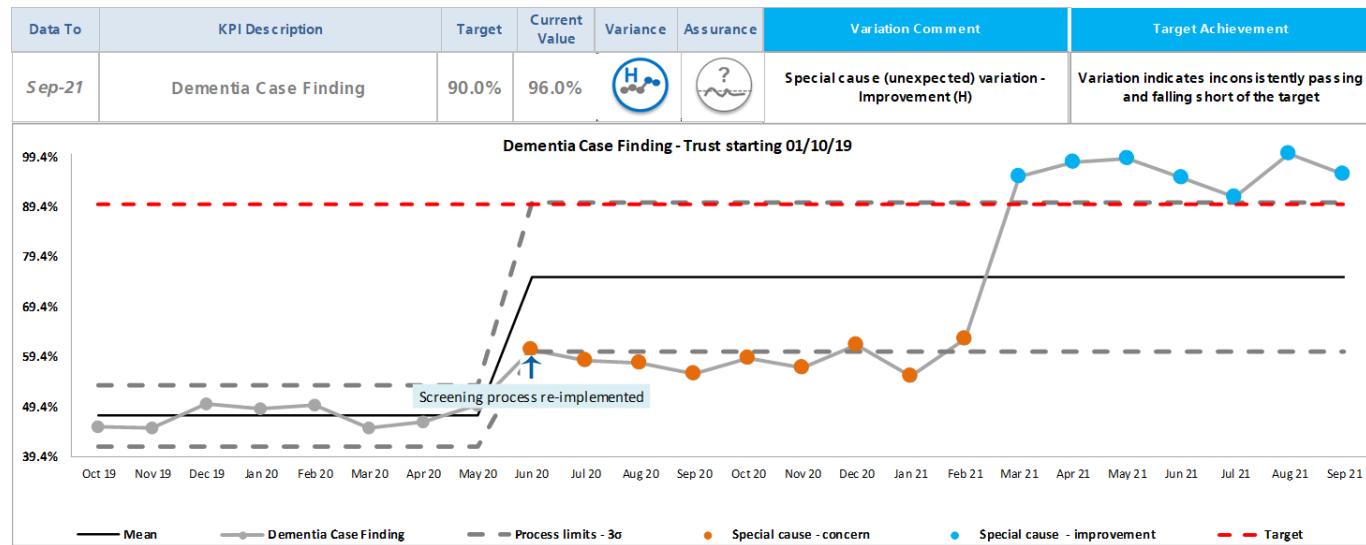 Data To
KPI Description
Target
Current
Value
Variance
Assurance
Variation Comment
Target Achievement
Sep-21
Dementia Case Finding
90.0%
96.0%
H
?
Special cause (unexpected) variation -
Improvement (H)
Variation indicates inconsistently passing
and falling short of the target
Dementia Case Finding - Trust starting 01/10/19
99.4%
89.4%
79.4%
69.4%
59.4%
49.4%
39.4%
Screening process re-implemented
Oct 19 Nov 19 Dec 19 Jan 20 Feb 20 Mar 20 Apr 20 May 20 Jun 20 Jul 20 Aug 20 Sep 20 Oct 20 Nov 20 Dec 20 Jan 21 Feb 21 Mar 21 Apr 21 May 21 Jun 21 Jul 21 Aug 21 Sep 21
Mean Dementia Case Finding Process limits - 3σ Special cause - concern Special cause - improvement Target